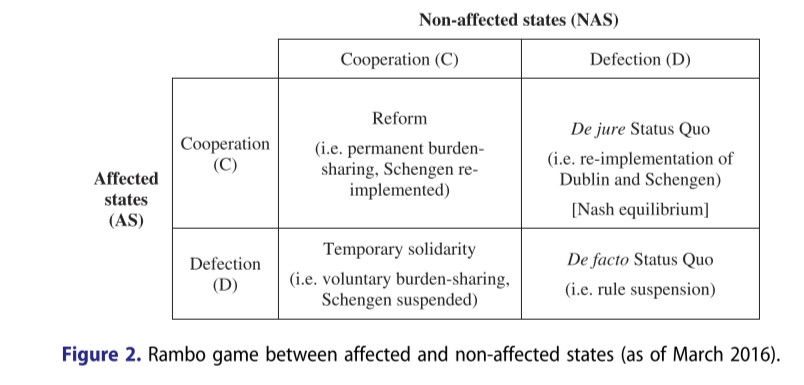 Non-affected states (NAS)
Cooperation (C)
Defection (D)
Affected
states
(AS)
Cooperation
(C)
Reform
(i.e. permanent burden-
sharing, Schengen re-
implemented)
De jure Status Quo
(i.e. re-implementation of
Dublin and Schengen)
[Nash equilibrium]
Defection
(D)
Temporary solidarity
(i.e. voluntary burden-sharing,
Schengen suspended)
De facto Status Quo
(i.e. rule suspension)
Figure 2. Rambo game between affected and non-affected states (as of March 2016).